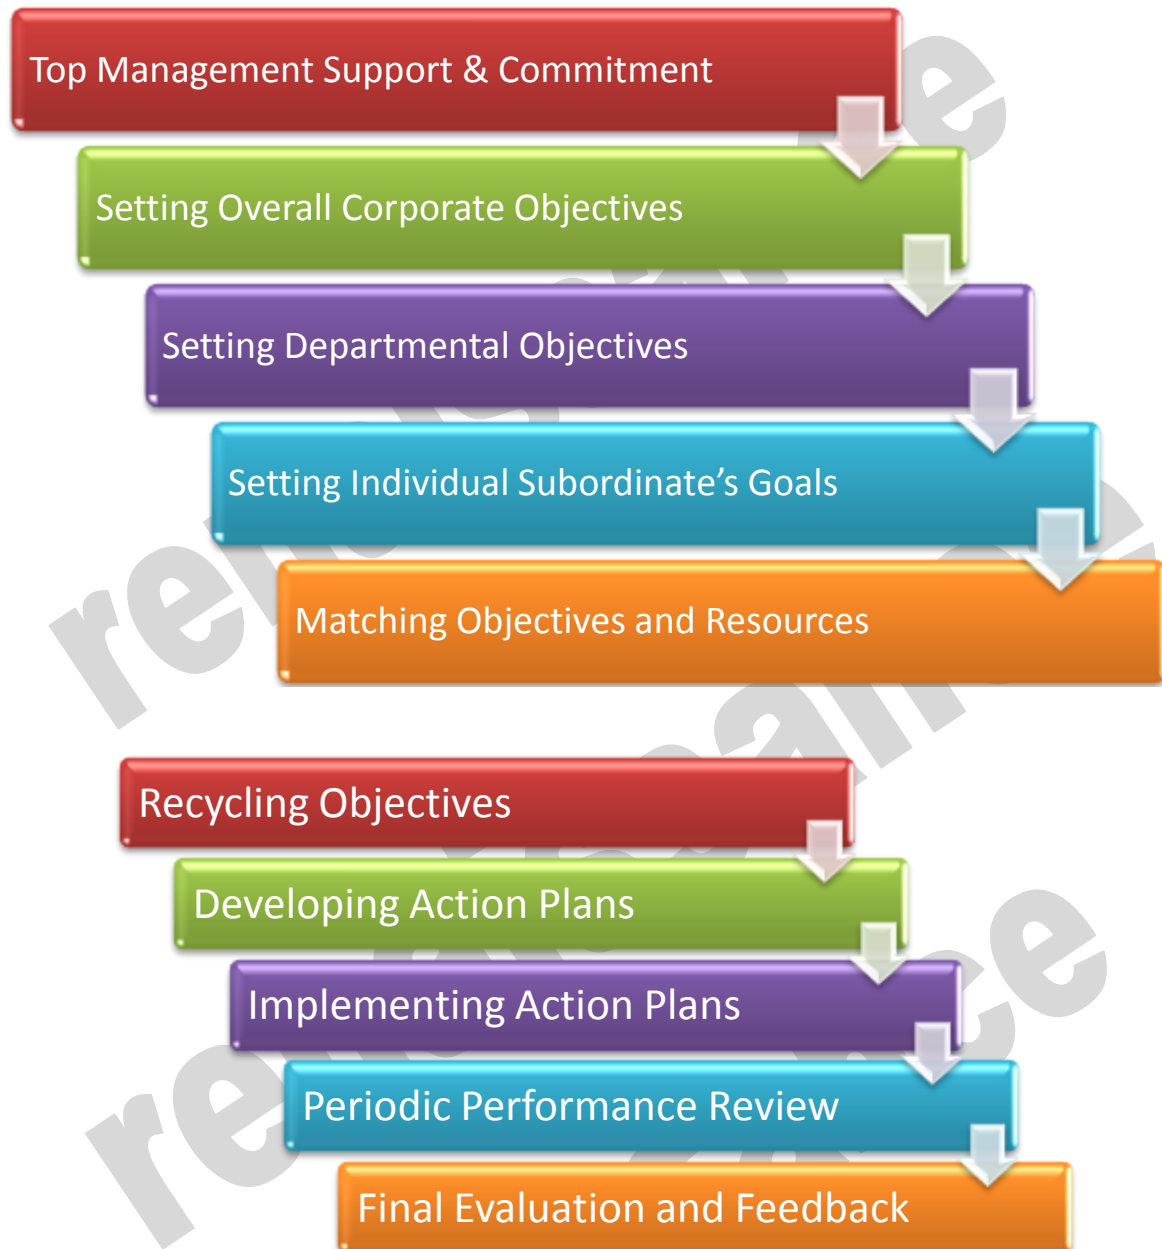 Top Management Support & Commitment
Setting Overall Corporate Objectives
Setting Departmental Objectives
Setting Individual Subordinate’s Goals
Matching Objectives and Resources
Recycling Objectives
Developing Action Plans
Implementing Action Plans
Periodic Performance Review
Final Evaluation and Feedback